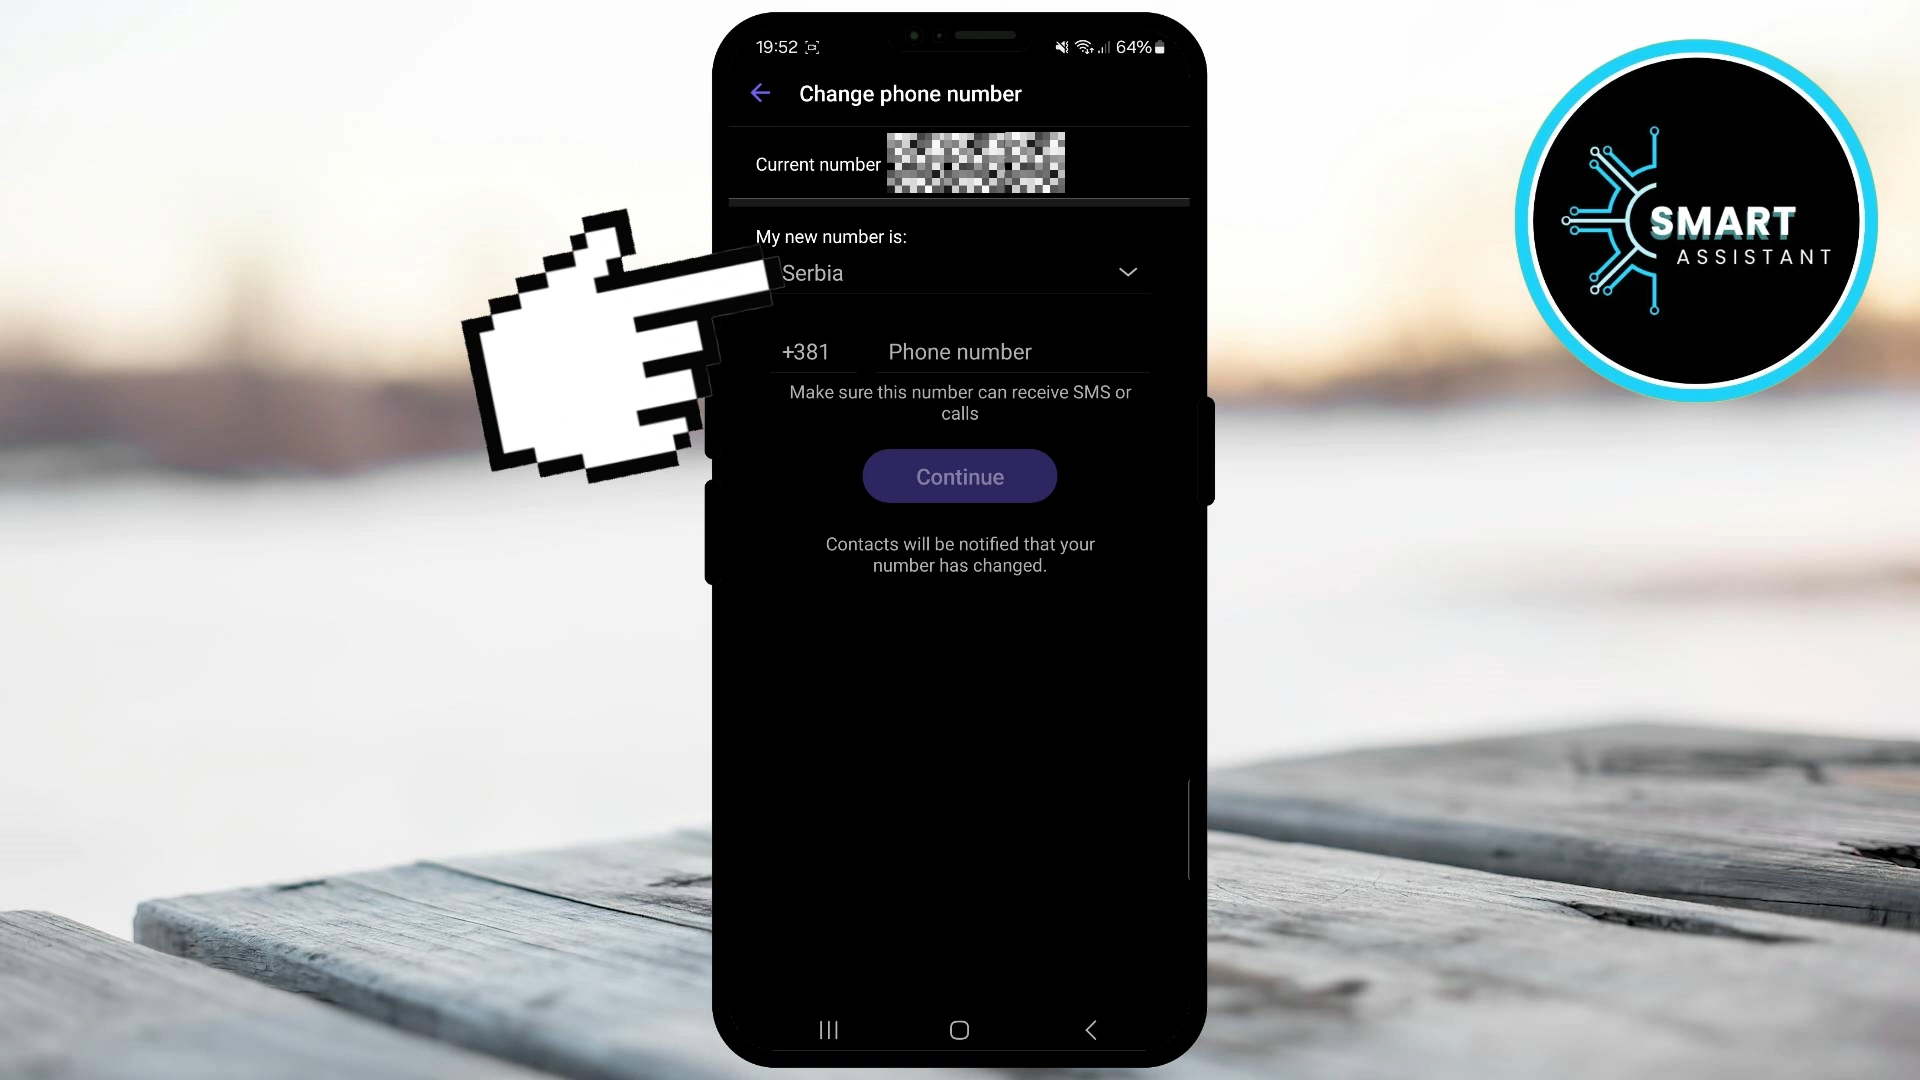 19:52
64%
Change phone number
Current number
My new number is:
Serbia
+381
Phone number
Make sure this number can receive SMS or
calls
Continue
Contacts will be notified that your
number has changed.
SMART
ASSISTANT